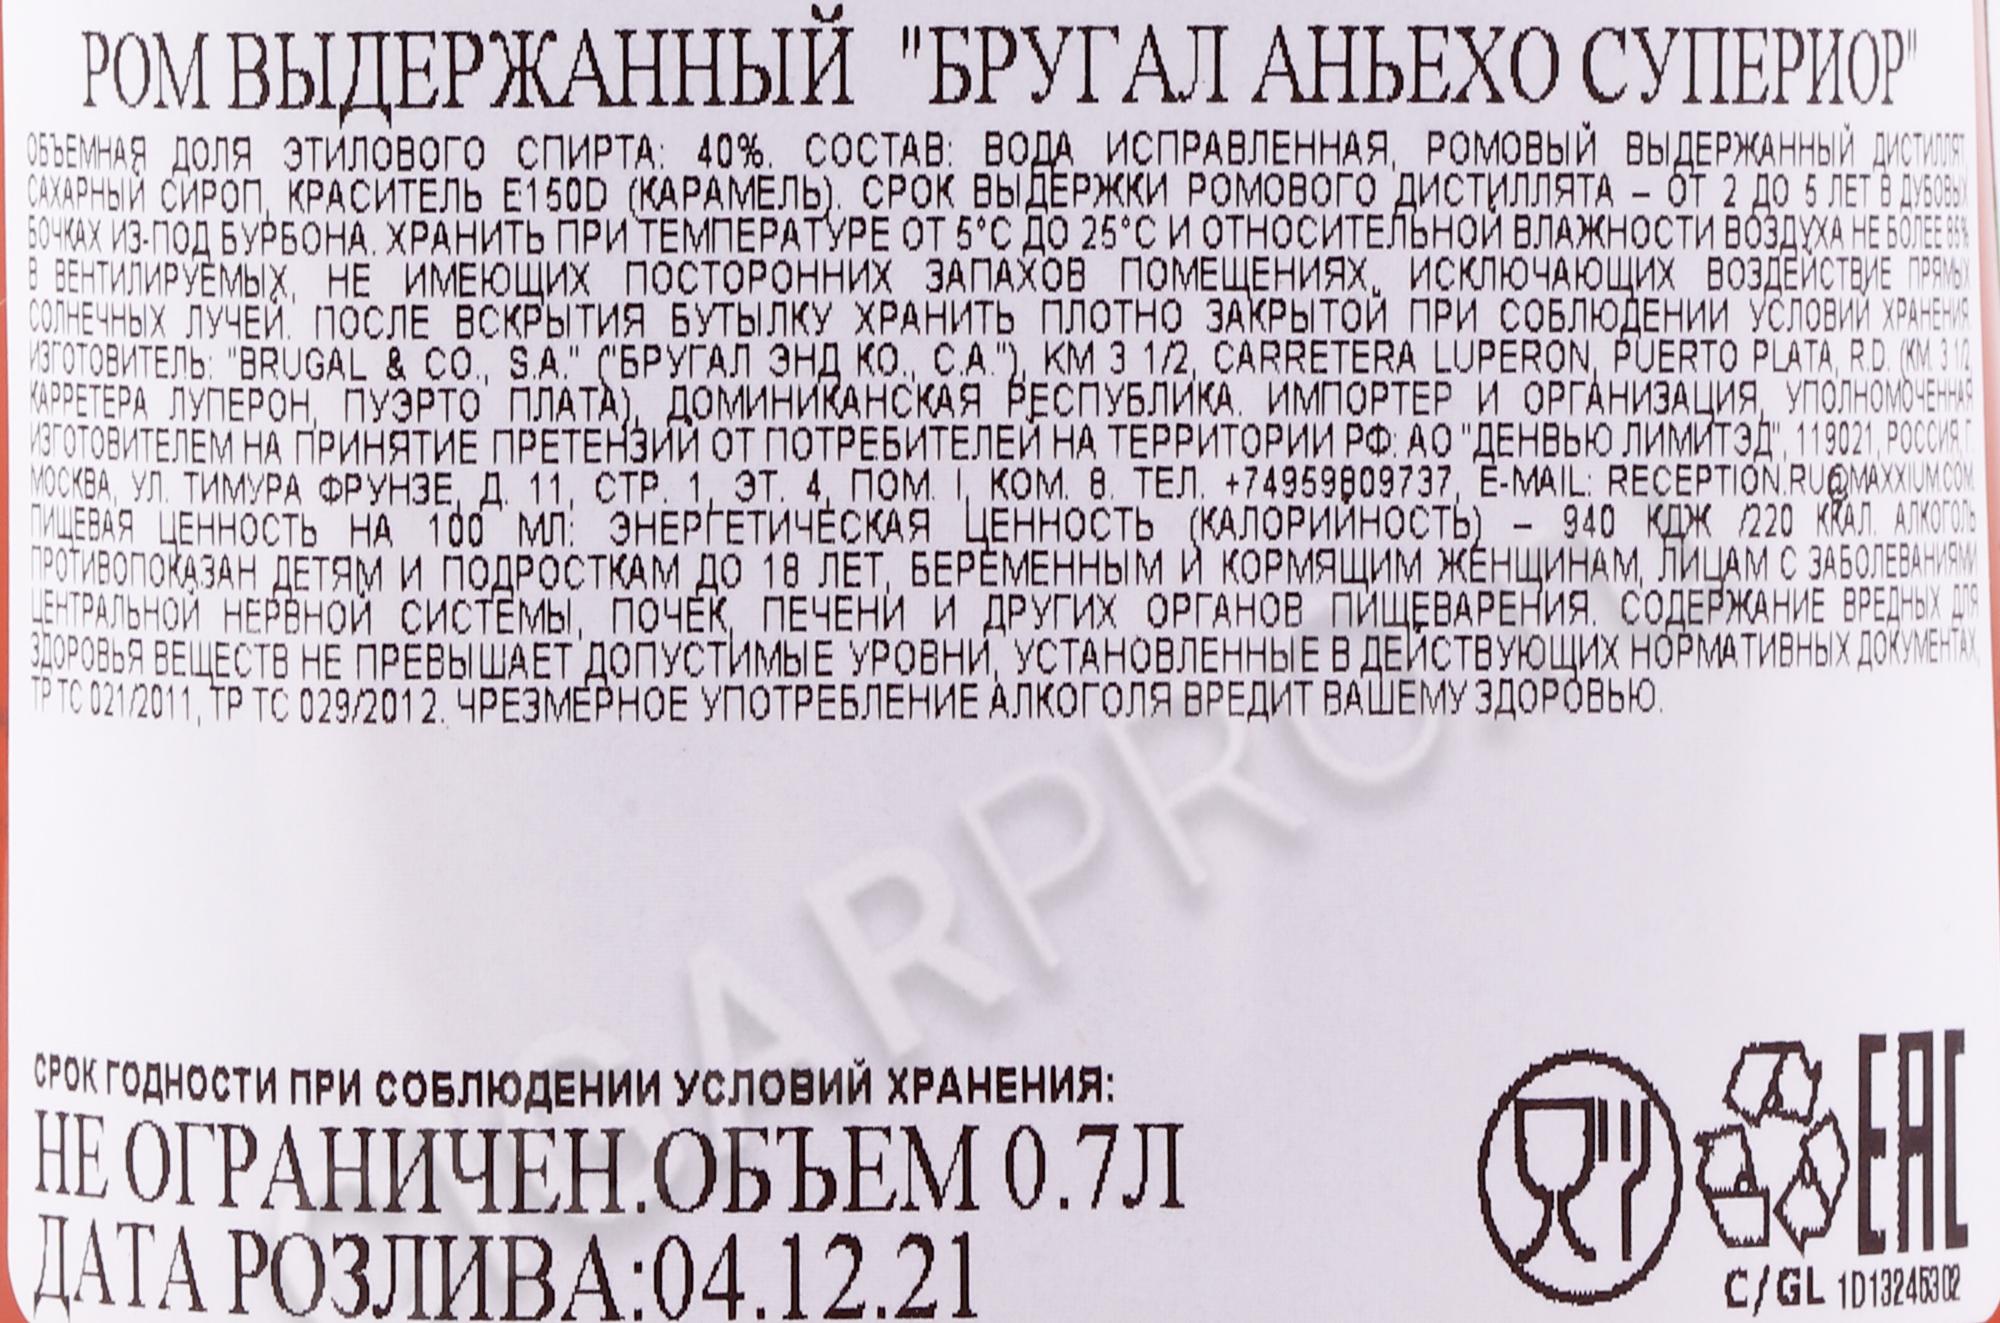 РОМ ВЫДЕРЖАННЫЙ "БРУГАЛ АНЬЕХО СУПЕРИОР"
ОБЪЕМНАЯ ДОЛЯ ЭТИЛОВОГО СПИРТА: 40%. СОСТАВ: ВОДА ИСПРАВЛЕННАЯ, РОМОВЫЙ ВЫДЕРЖАННЫЙ ДИСТИЛЛЯТ,
САХАРНЫЙ СИРОП, КРАСИТЕЛЬ Е150D (КАРАМЕЛЬ). СРОК ВЫДЕРЖКИ РОМОВОГО ДИСТИЛЛЯТА – ОТ 2 ДО 5 ЛЕТ В ДУБОВЫХ
БОЧКАХ ИЗ-ПОД БУРБОНА. ХРАНИТЬ ПРИ ТЕМПЕРАТУРЕ ОТ 5°С ДО 25°С И ОТНОСИТЕЛЬНОЙ ВЛАЖНОСТИ ВОЗДУХА НЕ БОЛЕЕ 85%
В ВЕНТИЛИРУЕМЫХ, НЕ ИМЕЮЩИХ ПОСТОРОННИХ ЗАПАХОВ ПОМЕЩЕНИЯХ, ИСКЛЮЧАЮЩИХ ВОЗДЕЙСТВИЕ ПРЯМЫХ
СОЛНЕЧНЫХ ЛУЧЕЙ. ПОСЛЕ ВСКРЫТИЯ БУТЫЛКУ ХРАНИТЬ ПЛОТНО ЗАКРЫТОЙ ПРИ СОБЛЮДЕНИИ УСЛОВИЙ ХРАНЕНИЯ.
ИЗГОТОВИТЕЛЬ: "BRUGAL & CO., S.A." ("БРУГАЛ ЭНД КО., С.А."), KM 3 1/2, CARRETERA LUPERON, PUERTO PLATA, R.D. (КМ. 3 1/2,
КАРРЕТЕРА ЛУПЕРОН, ПУЭРТО ПЛАТА), ДОМИНИКАНСКАЯ РЕСПУБЛИКА. ИМПОРТЕР И ОРГАНИЗАЦИЯ, УПОЛНОМОЧЕННАЯ
ИЗГОТОВИТЕЛЕМ НА ПРИНЯТИЕ ПРЕТЕНЗИЙ ОТ ПОТРЕБИТЕЛЕЙ НА ТЕРРИТОРИИ РФ: АО "ДЕНВЬЮ ЛИМИТЭД", 119021, РОССИЯ, Г.
МОСКВА, УЛ. ТИМУРА ФРУНЗЕ, Д. 11, СТР. 1, ЭТ. 4, ПОМ. I, КОМ. 8. ТЕЛ. +74959809737, E-MAIL: RECEPTION.RU@MAXXIUM.COM.
ПИЩЕВАЯ ЦЕННОСТЬ НА 100 МЛ: ЭНЕРГЕТИЧЕСКАЯ ЦЕННОСТЬ (КАЛОРИЙНОСТЬ) – 940 КДЖ /220 ККАЛ. АЛКОГОЛЬ
ПРОТИВОПОКАЗАН ДЕТЯМ И ПОДРОСТКАМ ДО 18 ЛЕТ, БЕРЕМЕННЫМ И КОРМЯЩИМ ЖЕНЩИНАМ, ЛИЦАМ С ЗАБОЛЕВАНИЯМИ
ЦЕНТРАЛЬНОЙ НЕРВНОЙ СИСТЕМЫ, ПОЧЕК, ПЕЧЕНИ И ДРУГИХ ОРГАНОВ ПИЩЕВАРЕНИЯ. СОДЕРЖАНИЕ ВРЕДНЫХ ДЛЯ
ЗДОРОВЬЯ ВЕЩЕСТВ НЕ ПРЕВЫШАЕТ ДОПУСТИМЫЕ УРОВНИ, УСТАНОВЛЕННЫЕ В ДЕЙСТВУЮЩИХ НОРМАТИВНЫХ ДОКУМЕНТАХ,
ТР ТС 021/2011, ТР ТС 029/2012. ЧРЕЗМЕРНОЕ УПОТРЕБЛЕНИЕ АЛКОГОЛЯ ВРЕДИТ ВАШЕМУ ЗДОРОВЬЮ.
CIGARPRO.RU
СРОК ГОДНОСТИ ПРИ СОБЛЮДЕНИИ УСЛОВИЙ ХРАНЕНИЯ:
НЕ ОГРАНИЧЕН.ОБЪЕМ 0.7Л
ДАТА РОЗЛИВА:04.12.21
EAC
C/GL 1D13245302